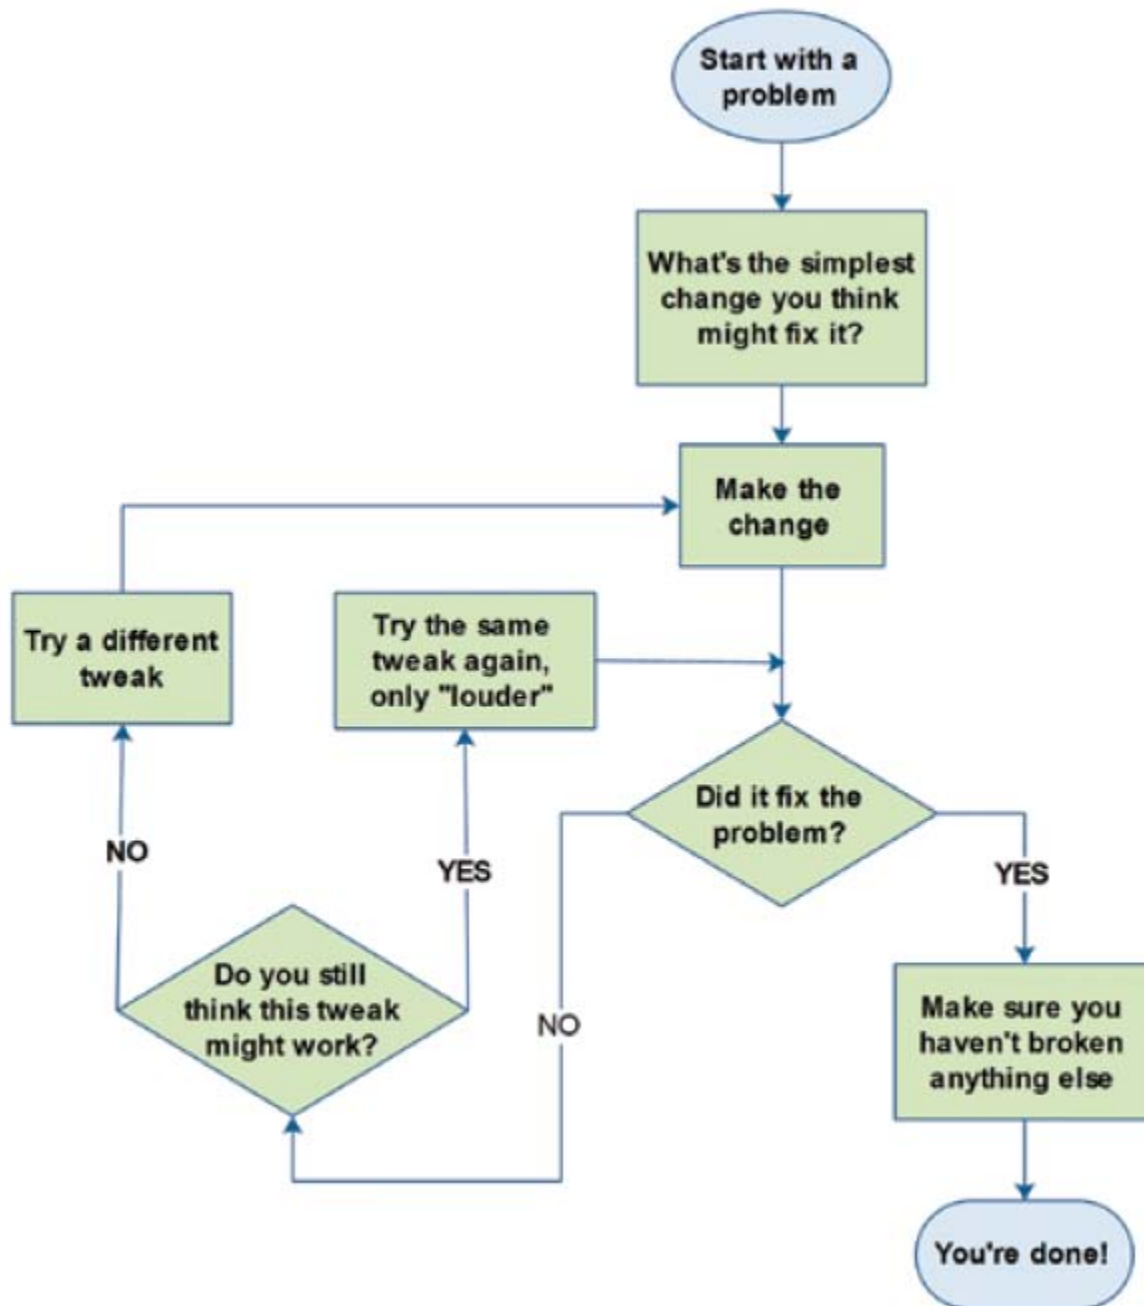 Start with a
problem
What's the simplest
change you think
might fix it?
Make the
change
Try a different
tweak
Try the same
tweak again,
only "louder"
Did it fix the
problem?
NO
YES
YES
Do you still
think this tweak
might work?
NO
Make sure you
haven't broken
anything else
You're done!